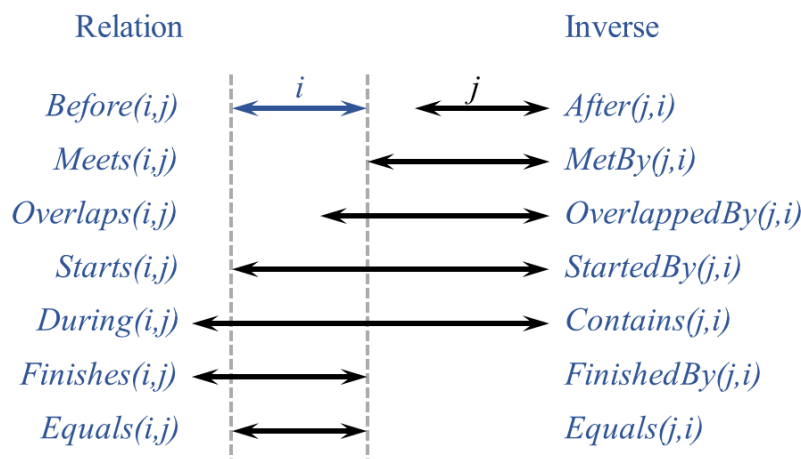 Relation Inverse
i j
Before(i,j) After(j,i)
Meets(i,j) MetBy(j,i)
Overlaps(i,j) OverlappedBy(j,i)
Starts(i,j) StartedBy(j,i)
During(i,j) Contains(j,i)
Finishes(i,j) FinishedBy(j,i)
Equals(i,j) Equals(j,i)